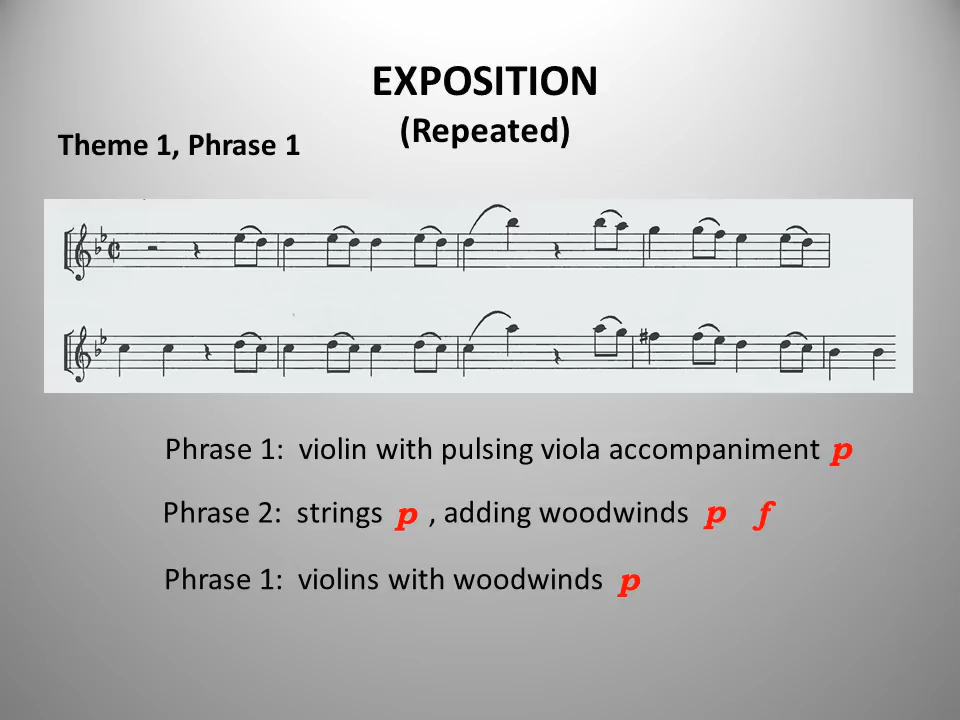 EXPOSITION
(Repeated)
Theme 1, Phrase 1
Phrase 1: violin with pulsing viola accompaniment p
Phrase 2: strings p , adding woodwinds p f
Phrase 1: violins with woodwinds p